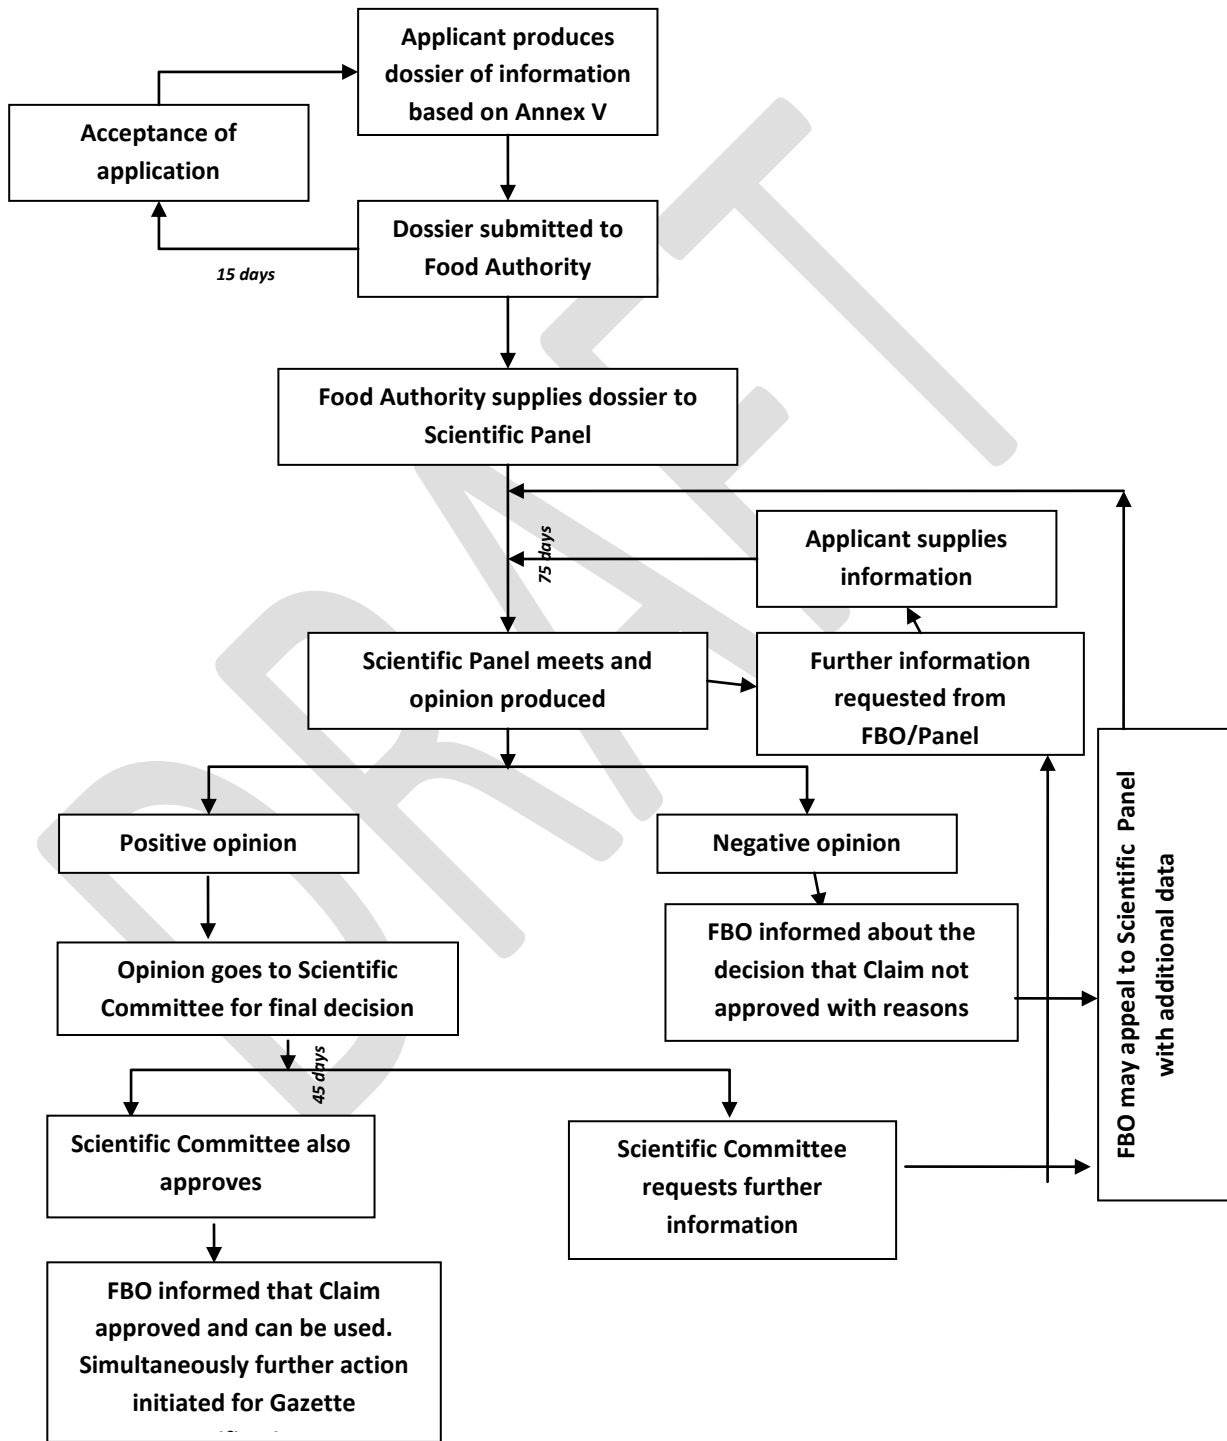 Applicant produces
dossier of information
based on Annex V
Acceptance of
application
Dossier submitted to
Food Authority
15 days
Food Authority supplies dossier to
Scientific Panel
75 days
Applicant supplies
information
Scientific Panel meets and
opinion produced
Further information
requested from
FBO/Panel
FBO may appeal to Scientific Panel
with additional data
Positive opinion
Negative opinion
FBO informed about the
decision that Claim not
approved with reasons
Opinion goes to Scientific
Committee for final decision
45 days
Scientific Committee also
approves
Scientific Committee
requests further
information
FBO informed that Claim
approved and can be used.
Simultaneously further action
initiated for Gazette
DRAFT